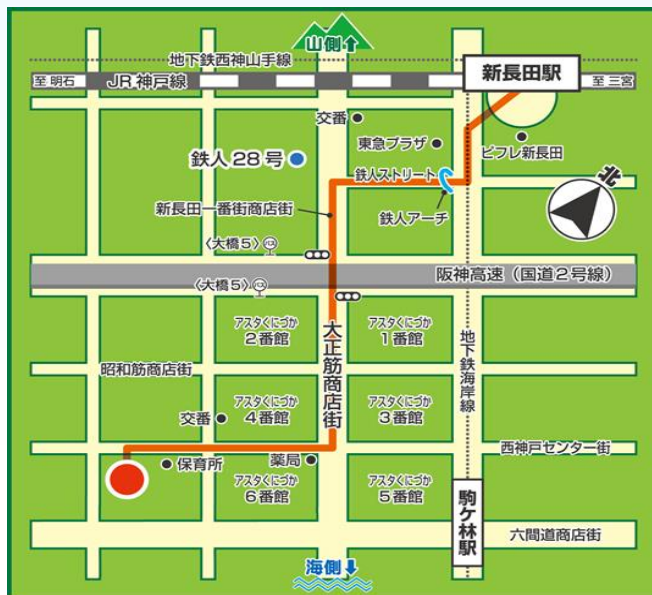 山側↑
地下鉄西神山手線
新長田駅
至 明石
JR神戸線
至 三宮
交番
東急プラザ
ピフレ新長田
鉄人28号
鉄人ストリート
北
新長田一番街商店街
鉄人アーチ
〈大橋5〉
バス
阪神高速(国道2号線)
〈大橋5〉
バス
アスタくにづか
2番館
大正筋商店街
アスタくにづか
1番館
地下鉄海岸線
昭和筋商店街
アスタくにづか
4番館
アスタくにづか
3番館
交番
西神戸センター街
保育所
薬局
アスタくにづか
6番館
アスタくにづか
5番館
駒ケ林駅
六間道商店街
海側↓